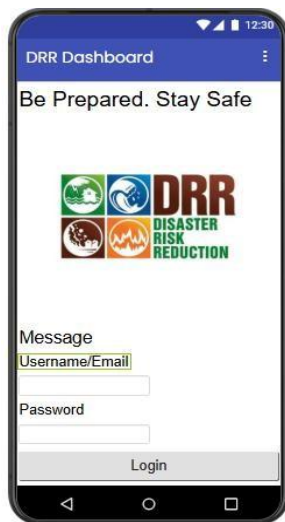 12:30
DRR Dashboard
Be Prepared. Stay Safe
DRR
DISASTER
RISK
REDUCTION
Message
Username/Email
Password
Login